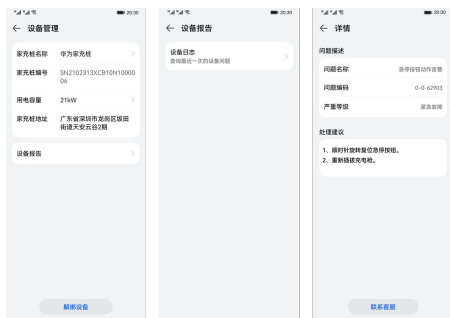 20:30
← 设备管理
家充桩名称 华为家充桩 >
家充桩编号 SN2102313XCB10N10000
06
用电容量 21kW >
家充桩地址 广东省深圳市龙岗区坂田
街道天安云谷2期
设备报告 >
解绑设备
20:30
← 设备报告
设备日志 >
查询最近一次的设备问题
20:30
← 详情
问题描述
问题名称 急停按钮动作告警
问题编码 0-0-62903
严重等级 紧急故障
处理建议
1、顺时针旋转复位急停按钮。
2、重新插拔充电枪。
联系客服